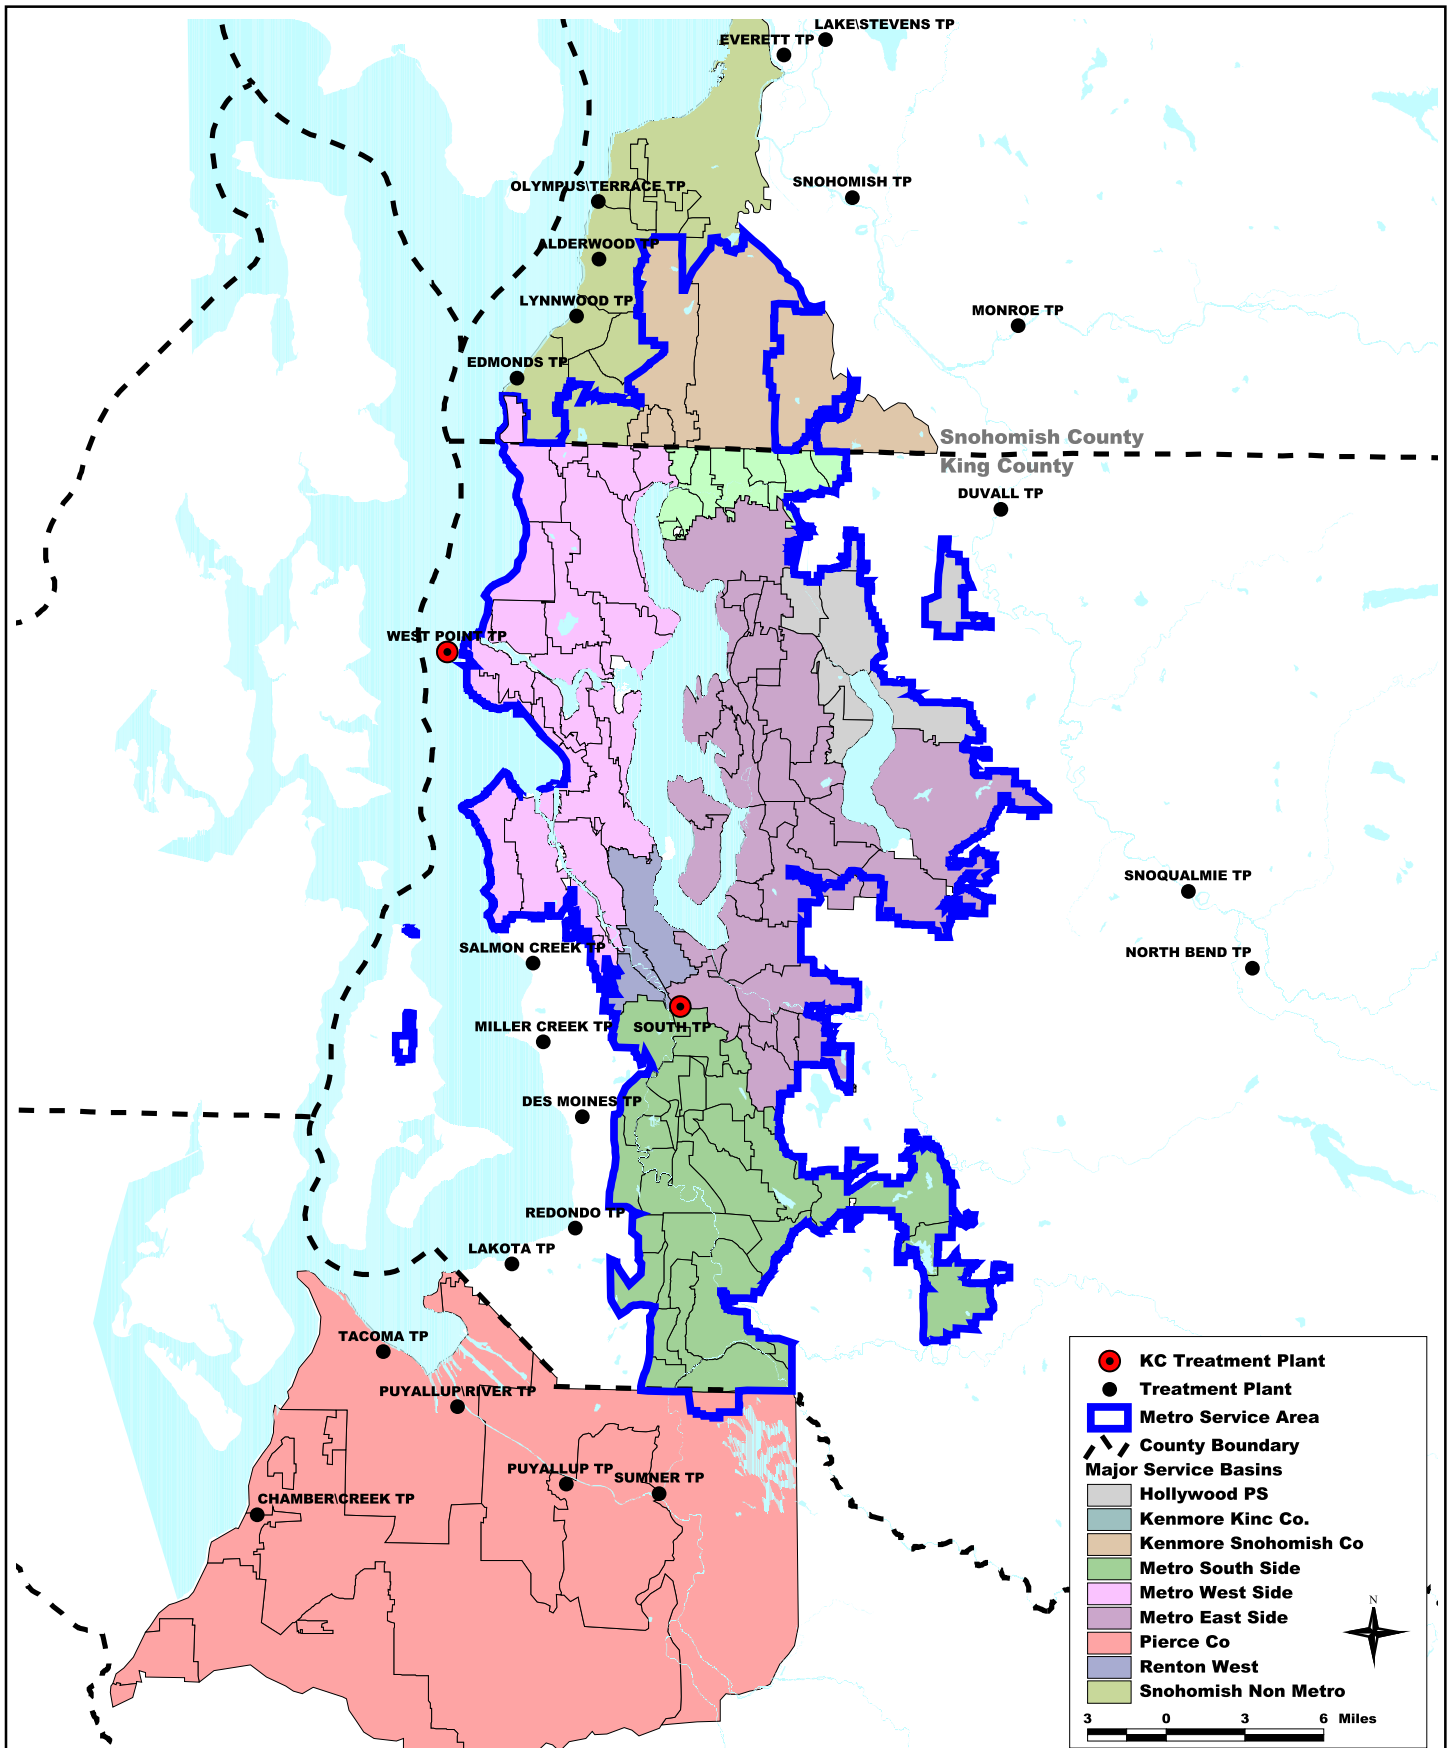 LAKE\STEVENS TP
EVERETT TP
SNOHOMISH TP
OLYMPUS\TERRACE TP
ALDERWOOD TP
LYNNWOOD TP
MONROE TP
EDMONDS TP
Snohomish County
King County
DUVALL TP
WEST POINT TP
SNOQUALMIE TP
SALMON CREEK TP
NORTH BEND TP
MILLER CREEK TP
SOUTH TP
DES MOINES TP
REDONDO TP
LAKOTA TP
TACOMA TP
PUYALLUP\RIVER TP
PUYALLUP TP
SUMNER TP
CHAMBER\CREEK TP
KC Treatment Plant
Treatment Plant
Metro Service Area
County Boundary
Major Service Basins
Hollywood PS
Kenmore Kinc Co.
Kenmore Snohomish Co
Metro South Side
Metro West Side
Metro East Side
Pierce Co
Renton West
Snohomish Non Metro
N
3 0 3 6 Miles